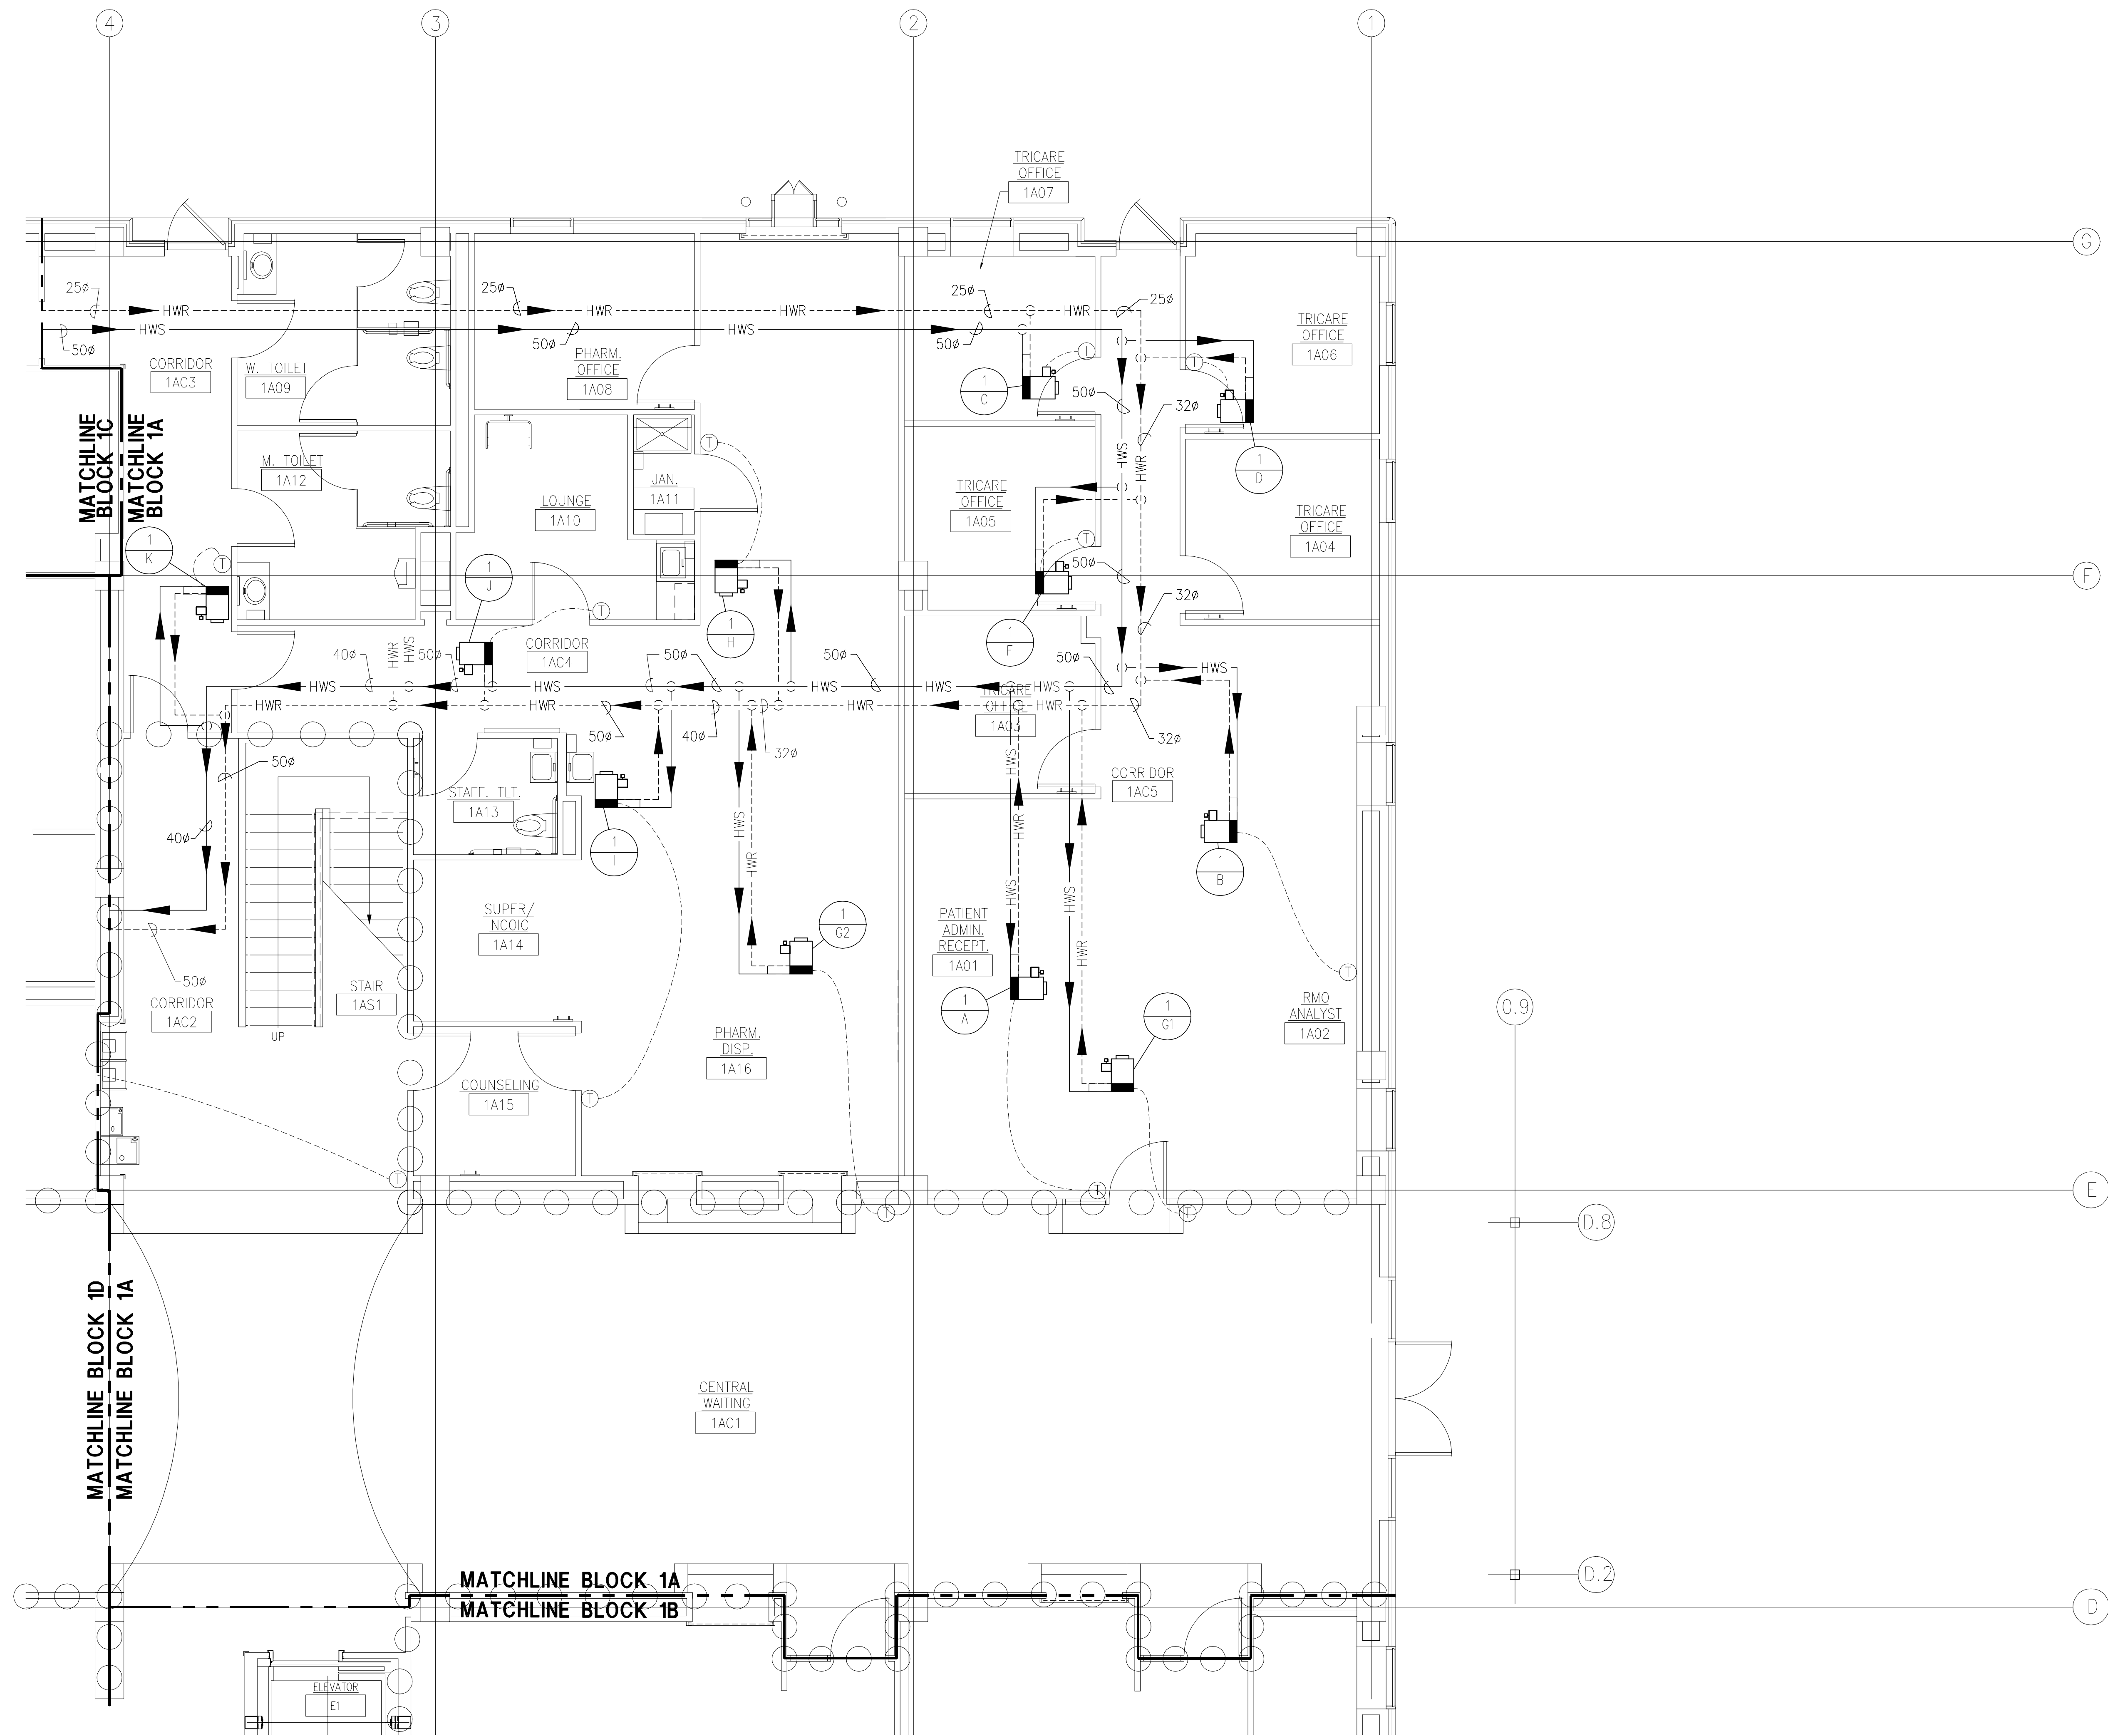 4
3
2
1
TRICARE
OFFICE
1A07
G
25ø
HWR
25ø
HWR
HWR
25ø
HWR
25ø
HWS
50ø
50ø
HWS
50ø
CORRIDOR
1AC3
W. TOILET
1A09
PHARM.
OFFICE
1A08
TRICARE
OFFICE
1A06
T
T
1
C
50ø
32ø
MATCHLINE
BLOCK 1C
MATCHLINE
BLOCK 1A
T
HWS
HWR
1
D
M. TOILET
1A12
JAN.
1A11
LOUNGE
1A10
TRICARE
OFFICE
1A05
TRICARE
OFFICE
1A04
1
K
T
T
1
J
50ø
F
T
32ø
1
H
1
F
HWR
HWS
CORRIDOR
1AC4
40ø
50ø
50ø
50ø
50ø
50ø
HWS
HWS
HWS
HWS
HWS
HWS
HWS
TRICARE
OFFICE
1A03
HWR
HWR
HWR
HWR
50ø
40ø
32ø
32ø
50ø
STAFF. TLT.
1A13
CORRIDOR
1AC5
HWS
HWR
HWS
HWR
40ø
1
I
1
B
HWS
HWS
SUPER/
NCOIC
1A14
1
G2
PATIENT
ADMIN.
RECEPT.
1A01
HWR
50ø
STAIR
1AS1
CORRIDOR
1AC2
UP
T
1
A
1
G1
RMO
ANALYST
1A02
0.9
PHARM.
DISP.
1A16
COUNSELING
1A15
T
T
T
E
T
T
D.8
MATCHLINE BLOCK 1D
MATCHLINE BLOCK 1A
CENTRAL
WAITING
1AC1
D.2
MATCHLINE BLOCK 1A
MATCHLINE BLOCK 1B
D
ELEVATOR
E1